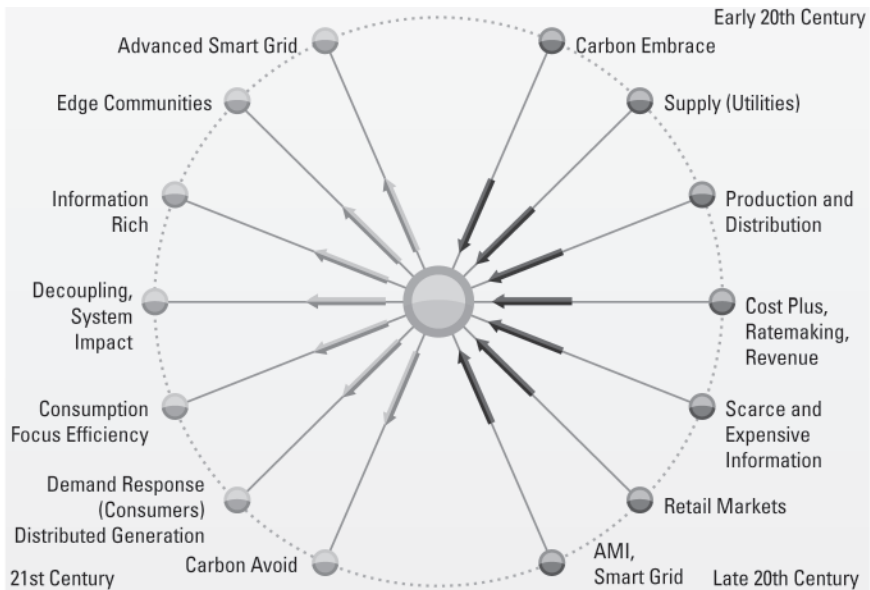 Early 20th Century
Advanced Smart Grid
Carbon Embrace
Edge Communities
Supply (Utilities)
Information
Rich
Production and
Distribution
Decoupling,
System
Impact
Cost Plus,
Ratemaking,
Revenue
Consumption
Focus Efficiency
Scarce and
Expensive
Information
Demand Response
(Consumers)
Distributed Generation
Retail Markets
Carbon Avoid
AMI,
Smart Grid
21st Century
Late 20th Century